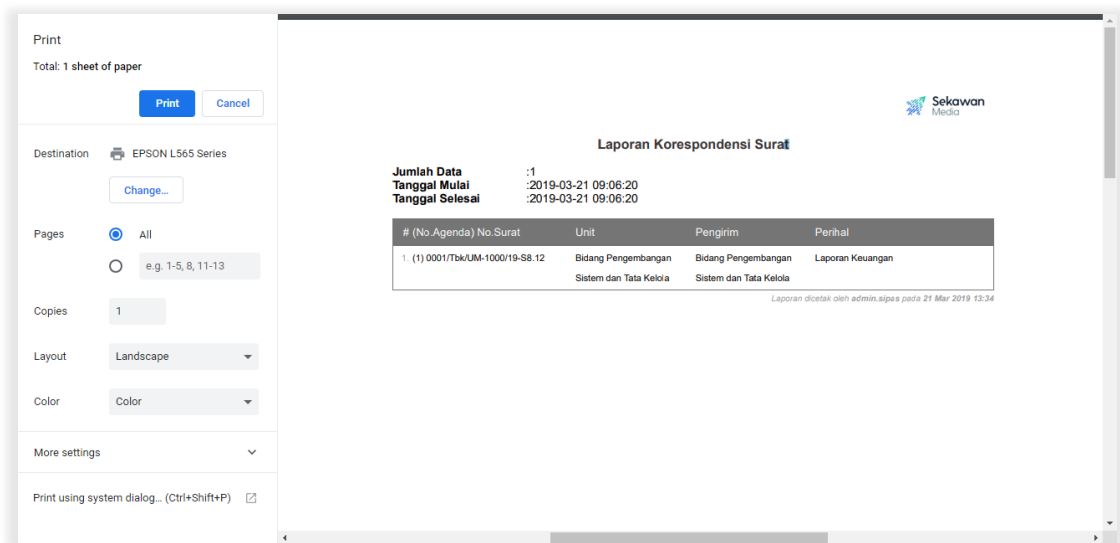 Print
Total: 1 sheet of paper
Print Cancel
Destination EPSON L565 Series
Change...
Pages All
e.g. 1-5, 8, 11-13
Copies 1
Layout Landscape
Color Color
More settings
Print using system dialog... (Ctrl+Shift+P)
Sekawan
Media
Laporan Korespondensi Surat
Jumlah Data :1
Tanggal Mulai :2019-03-21 09:06:20
Tanggal Selesai :2019-03-21 09:06:20
# (No.Agenda) No.Surat Unit Pengirim Perihal
1. (1) 0001/Tbk/UM-1000/19-S8.12 Bidang Pengembangan Bidang Pengembangan Laporan Keuangan
Sistem dan Tata Kelola Sistem dan Tata Kelola
Laporan dicetak oleh admin.sipas pada 21 Mar 2019 13:34